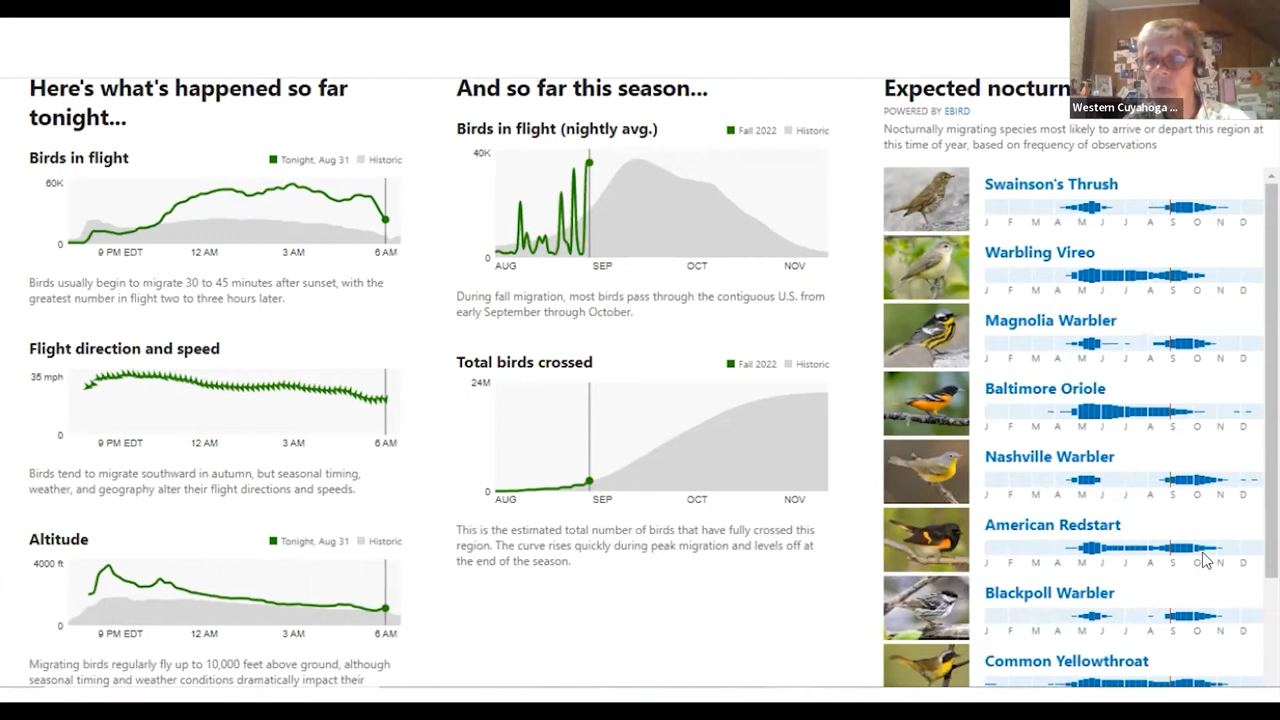 Here's what's happened so far
tonight...
Birds in flight
Tonight, Aug 31 Historic
60K
0
9 PM EDT 12 AM 3 AM 6 AM
Birds usually begin to migrate 30 to 45 minutes after sunset, with the
greatest number in flight two to three hours later.
Flight direction and speed
35 mph
0
9 PM EDT 12 AM 3 AM 6 AM
Birds tend to migrate southward in autumn, but seasonal timing,
weather, and geography alter their flight directions and speeds.
Altitude
Tonight, Aug 31 Historic
4000 ft
0
9 PM EDT 12 AM 3 AM 6 AM
Migrating birds regularly fly up to 10,000 feet above ground, although
seasonal timing and weather conditions dramatically impact their
And so far this season...
Birds in flight (nightly avg.)
Fall 2022 Historic
40K
0
AUG SEP OCT NOV
During fall migration, most birds pass through the contiguous U.S. from
early September through October.
Total birds crossed
Fall 2022 Historic
24M
0
AUG SEP OCT NOV
This is the estimated total number of birds that have fully crossed this
region. The curve rises quickly during peak migration and levels off at
the end of the season.
Expected nocturn
Western Cuyahoga ...
POWERED BY EBIRD
Nocturnally migrating species most likely to arrive or depart this region at
this time of year, based on frequency of observations
Swainson's Thrush
J F M A M J J A S O N D
Warbling Vireo
J F M A M J J A S O N D
Magnolia Warbler
J F M A M J J A S O N D
Baltimore Oriole
J F M A M J J A S O N D
Nashville Warbler
J F M A M J J A S O N D
American Redstart
J F M A M J J A S O N D
Blackpoll Warbler
J F M A M J J A S O N D
Common Yellowthroat